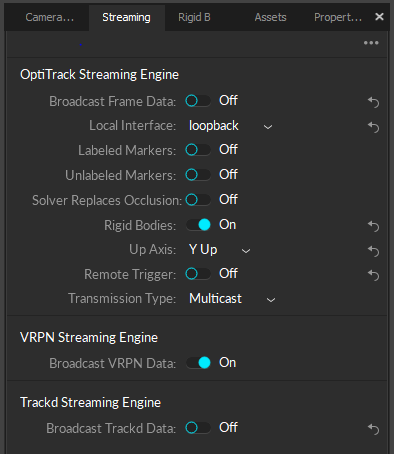 Camera... Streaming Rigid B Assets Propert... ×
...
OptiTrack Streaming Engine
Broadcast Frame Data: Off
Local Interface: loopback
Labeled Markers: Off
Unlabeled Markers: Off
Solver Replaces Occlusion: Off
Rigid Bodies: On
Up Axis: Y Up
Remote Trigger: Off
Transmission Type: Multicast
VRPN Streaming Engine
Broadcast VRPN Data: On
Trackd Streaming Engine
Broadcast Trackd Data: Off